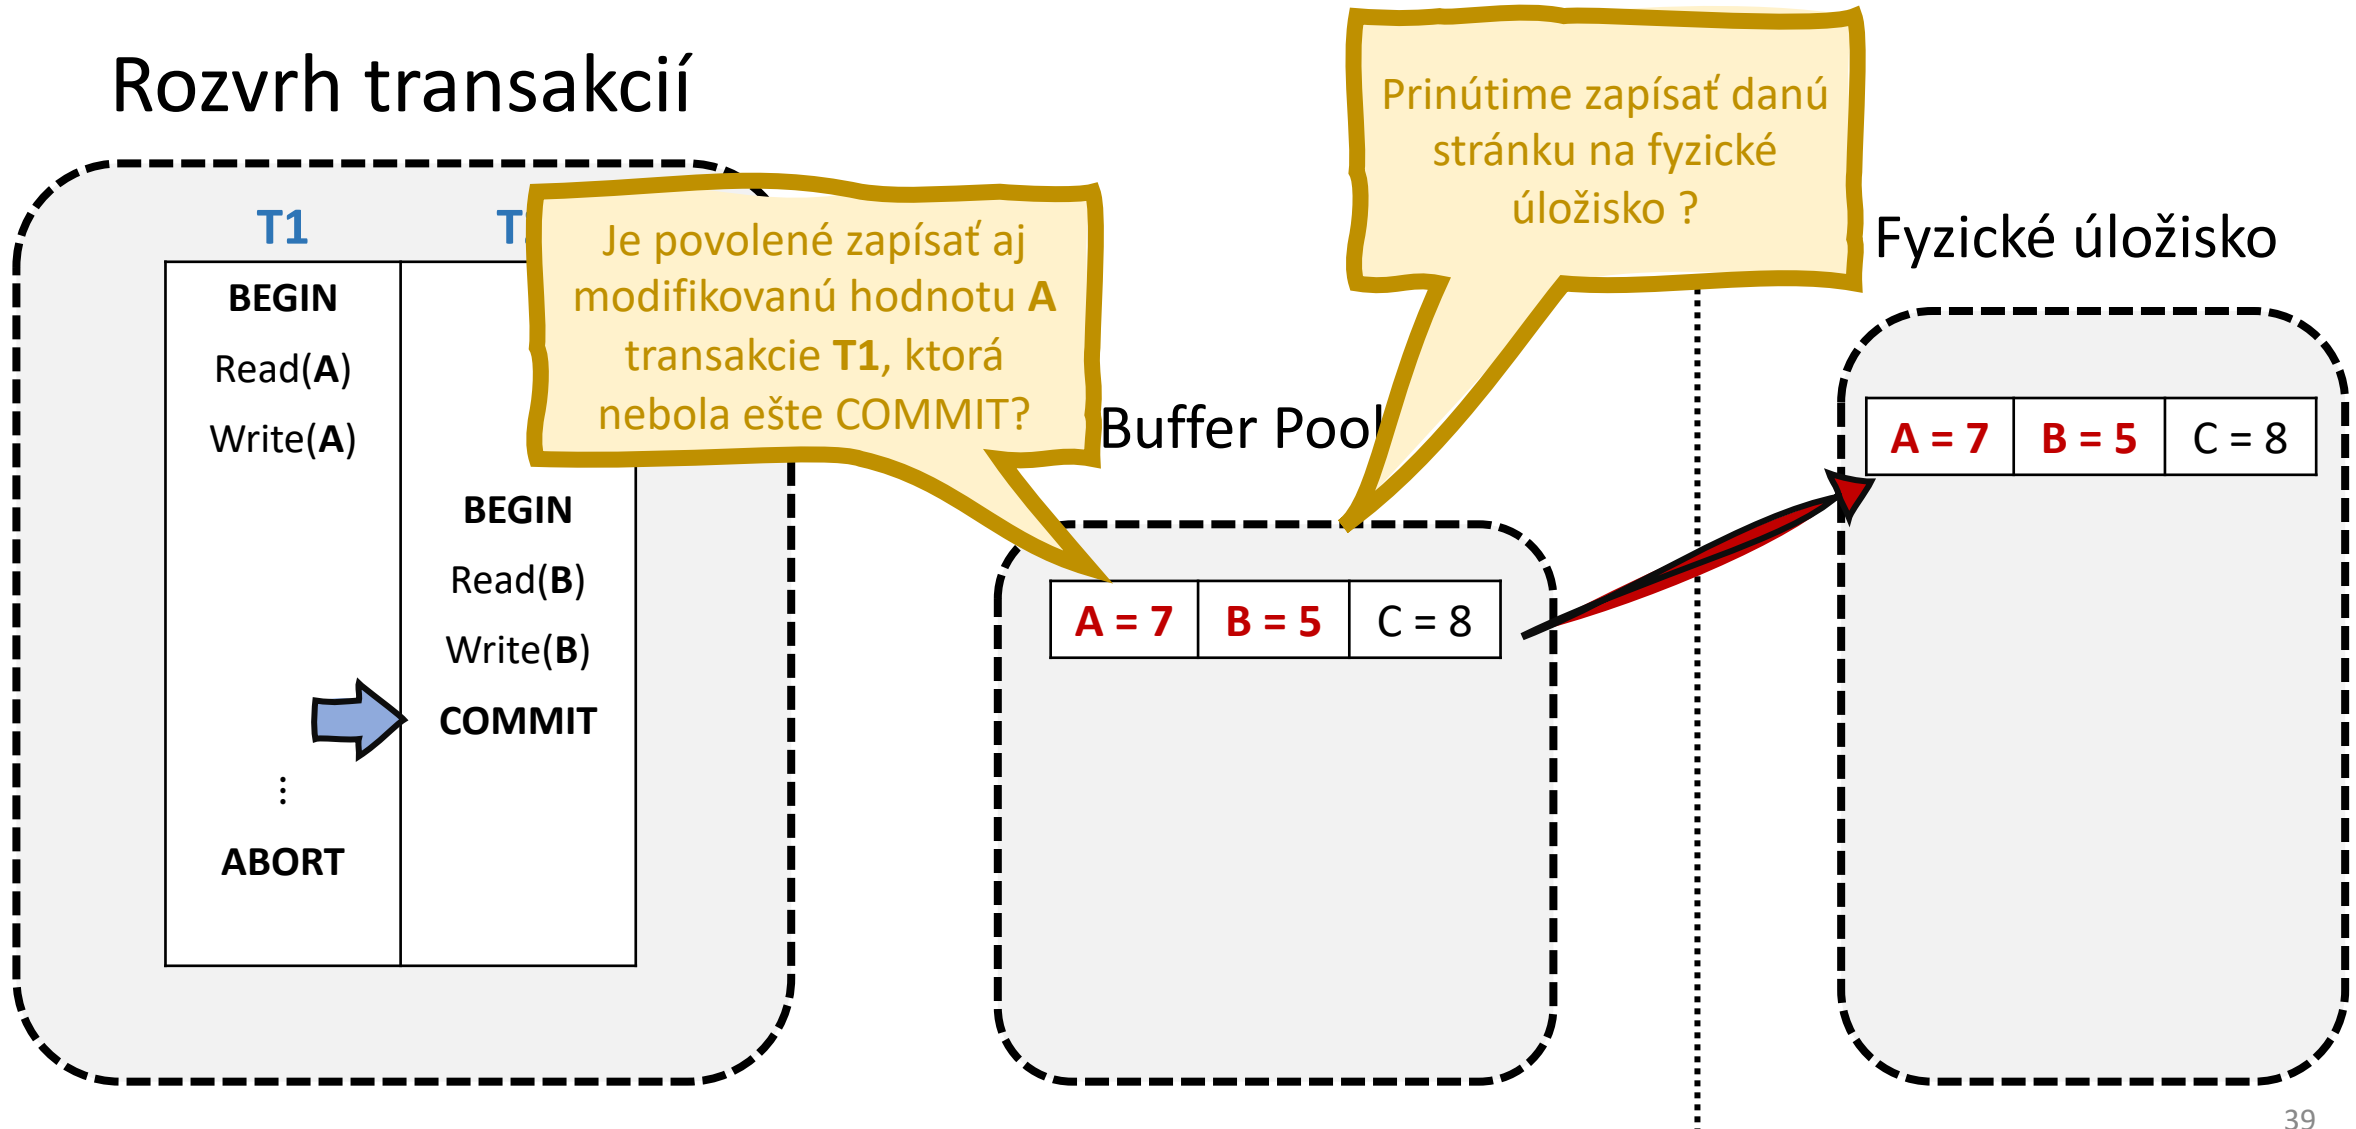 Rozvrh transakcií
Prinútime zapísať danú
stránku na fyzické
úložisko ?
Je povolené zapísať aj
modifikovanú hodnotu A
transakcie T1, ktorá
nebola ešte COMMIT?
T1
BEGIN
Read(A)
Write(A)
⋮
ABORT
BEGIN
Read(B)
Write(B)
COMMIT
Buffer Pool
A = 7 B = 5 C = 8
Fyzické úložisko
A = 7 B = 5 C = 8
39